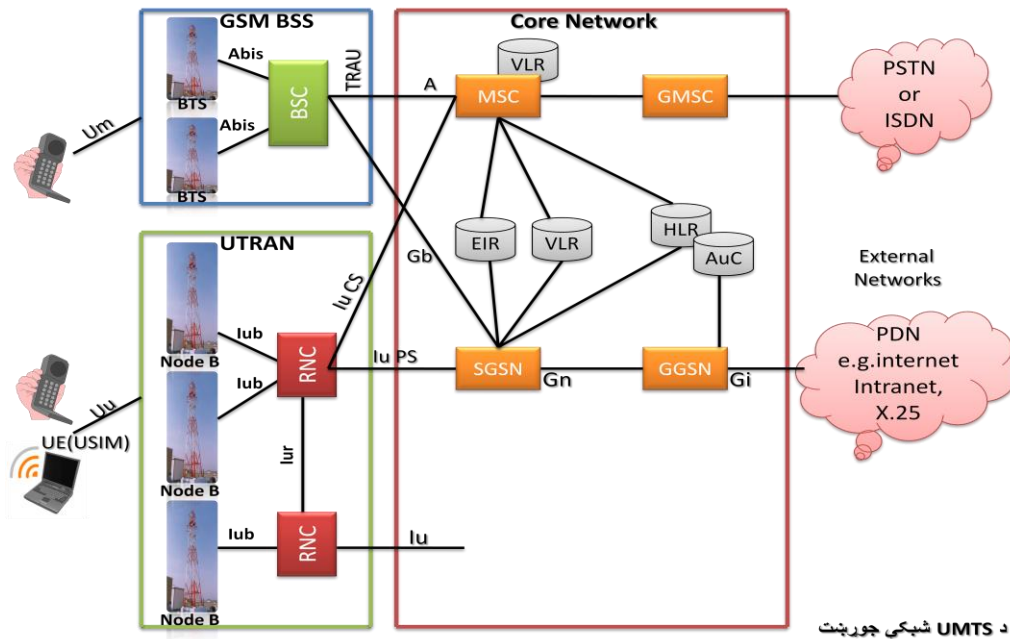 GSM BSS
Core Network
Abis
BTS
Abis
BTS
BSC
TRAU
Um
A
VLR
MSC
GMSC
PSTN
or
ISDN
EIR
VLR
HLR
AuC
Gb
Iu CS
External
Networks
UTRAN
Iub
Node B
Iub
Node B
RNC
Iu PS
SGSN
Gn
GGSN
Gi
PDN
e.g.internet
Intranet,
X.25
Uu
UE(USIM)
Iur
Iub
Node B
RNC
Iu
د UMTS شبکې جوړښت